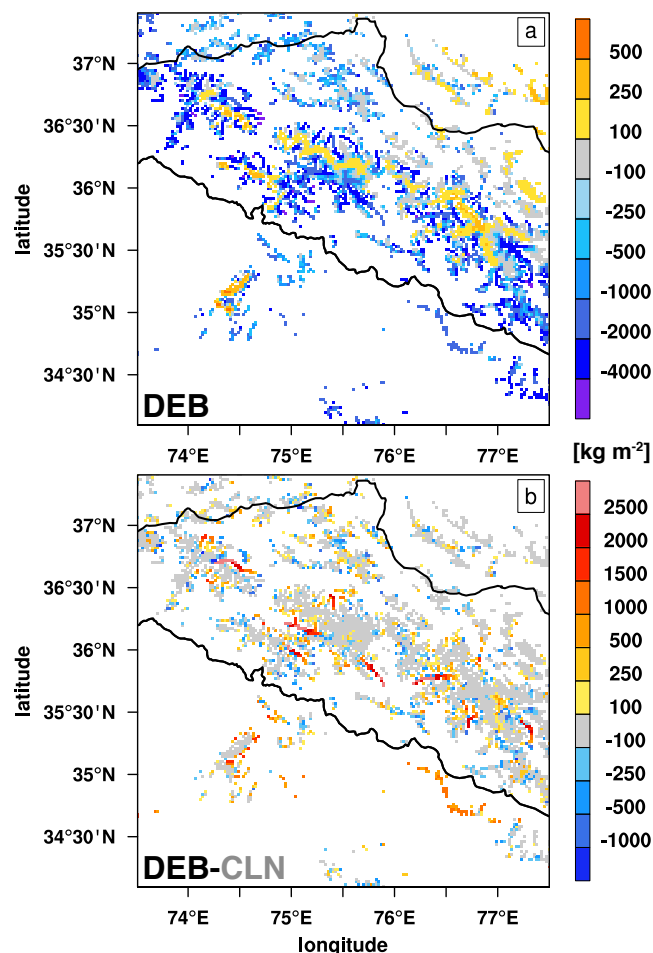 a
37°N
36°30'N
36°N
35°30'N
35°N
34°30'N
latitude
DEB
74°E 75°E 76°E 77°E
500
250
100
-100
-250
-500
-1000
-2000
-4000
[kg m⁻²]
b
37°N
36°30'N
36°N
35°30'N
35°N
34°30'N
latitude
DEB-CLN
74°E 75°E 76°E 77°E
longitude
2500
2000
1500
1000
500
250
100
-100
-250
-500
-1000